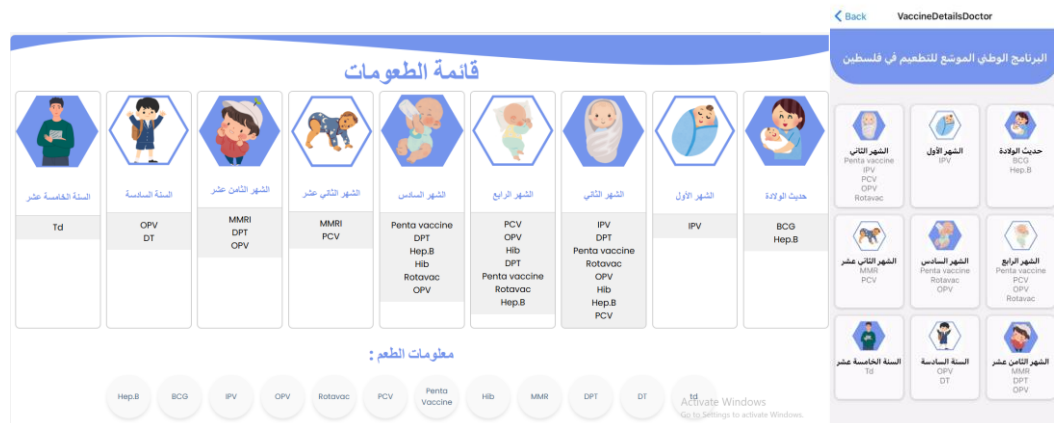 قائمة الطعومات
حديث الولادة
BCG
Hep.B
الشهر الأول
IPV
الشهر الثاني
IPV
DPT
Penta vaccine
Rotavac
OPV
Hib
Hep.B
PCV
الشهر الرابع
PCV
OPV
Hib
DPT
Penta vaccine
Rotavac
Hep.B
الشهر السادس
Penta vaccine
DPT
Hep.B
Hib
Rotavac
OPV
الشهر الثاني عشر
MMRI
PCV
الشهر الثامن عشر
MMRI
DPT
OPV
السنة السادسة
OPV
DT
السنة الخامسة عشر
Td
معلومات الطعم :
Hep.B
BCG
IPV
OPV
Rotavac
PCV
Penta
Vaccine
Hib
MMR
DPT
DT
td
Activate Windows
Go to Settings to activate Windows.
Back
VaccineDetailsDoctor
البرنامج الوطني الموسّع للتطعيم في فلسطين
حديث الولادة
BCG
Hep.B
الشهر الأول
IPV
الشهر الثاني
Penta vaccine
IPV
PCV
OPV
Rotavac
الشهر الرابع
Penta vaccine
PCV
OPV
Rotavac
الشهر السادس
Penta vaccine
Rotavac
OPV
الشهر الثاني عشر
MMR
PCV
الشهر الثامن عشر
MMR
DPT
OPV
السنة السادسة
OPV
DT
السنة الخامسة عشر
Td